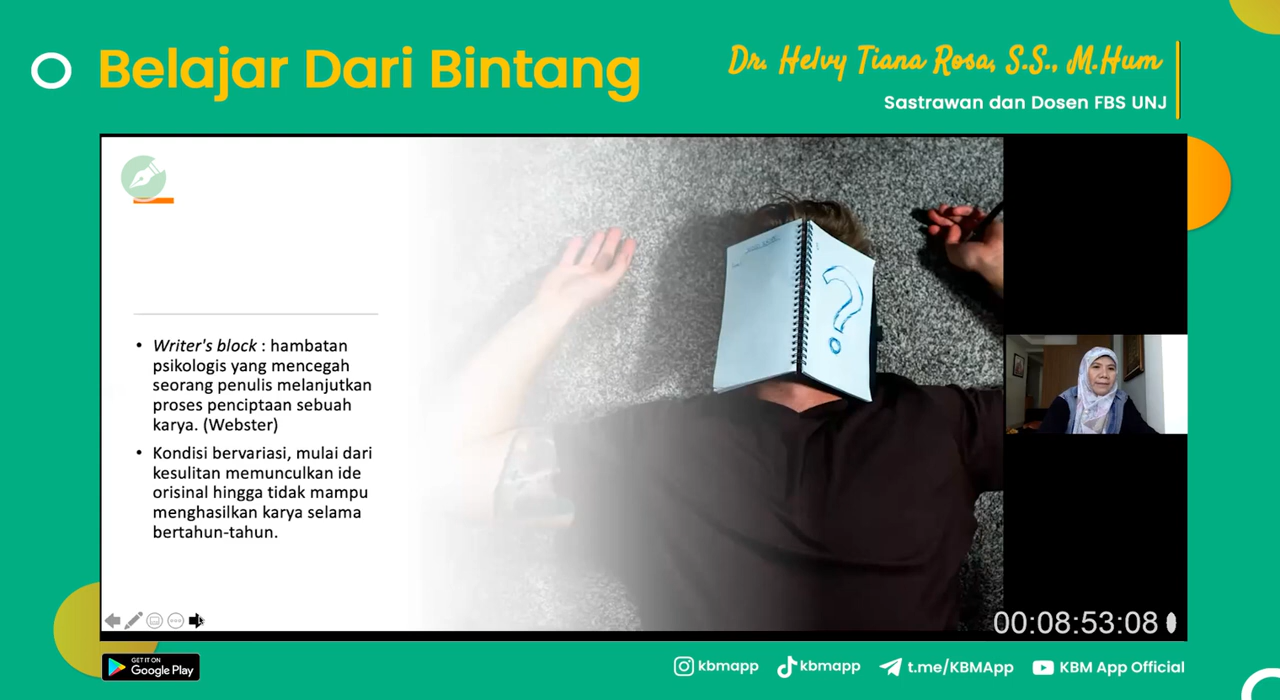 Belajar Dari Bintang
Dr. Helvy Tiana Rosa, S.S., M.Hum
Sastrawan dan Dosen FBS UNJ
• Writer's block : hambatan
psikologis yang mencegah
seorang penulis melanjutkan
proses penciptaan sebuah
karya. (Webster)
• Kondisi bervariasi, mulai dari
kesulitan memunculkan ide
orisinal hingga tidak mampu
menghasilkan karya selama
bertahun-tahun.
?
00:08:53:08
GET IT ON
Google Play
kbmapp
kbmapp
t.me/KBMApp
KBM App Official